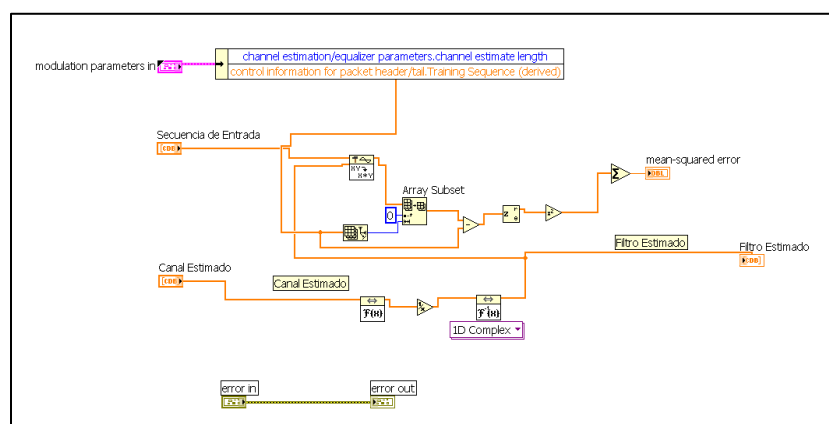 channel estimation/equalizer parameters.channel estimate length
modulation parameters in
control information for packet header/tail.Training Sequence (derived)
Secuencia de Entrada
mean-squared error
Array Subset
0
Filtro Estimado
Filtro Estimado
Canal Estimado
Canal Estimado
1D Complex
error in
error out